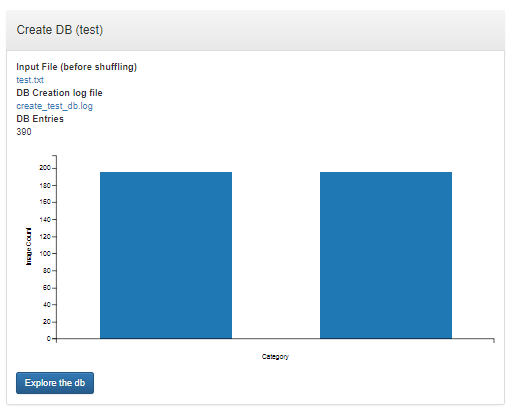 Create DB (test)
Input File (before shuffling)
test.txt
DB Creation log file
create_test_db.log
DB Entries
390
200
180
160
140
120
100
80
60
40
20
0
Image Count
Category
Explore the db